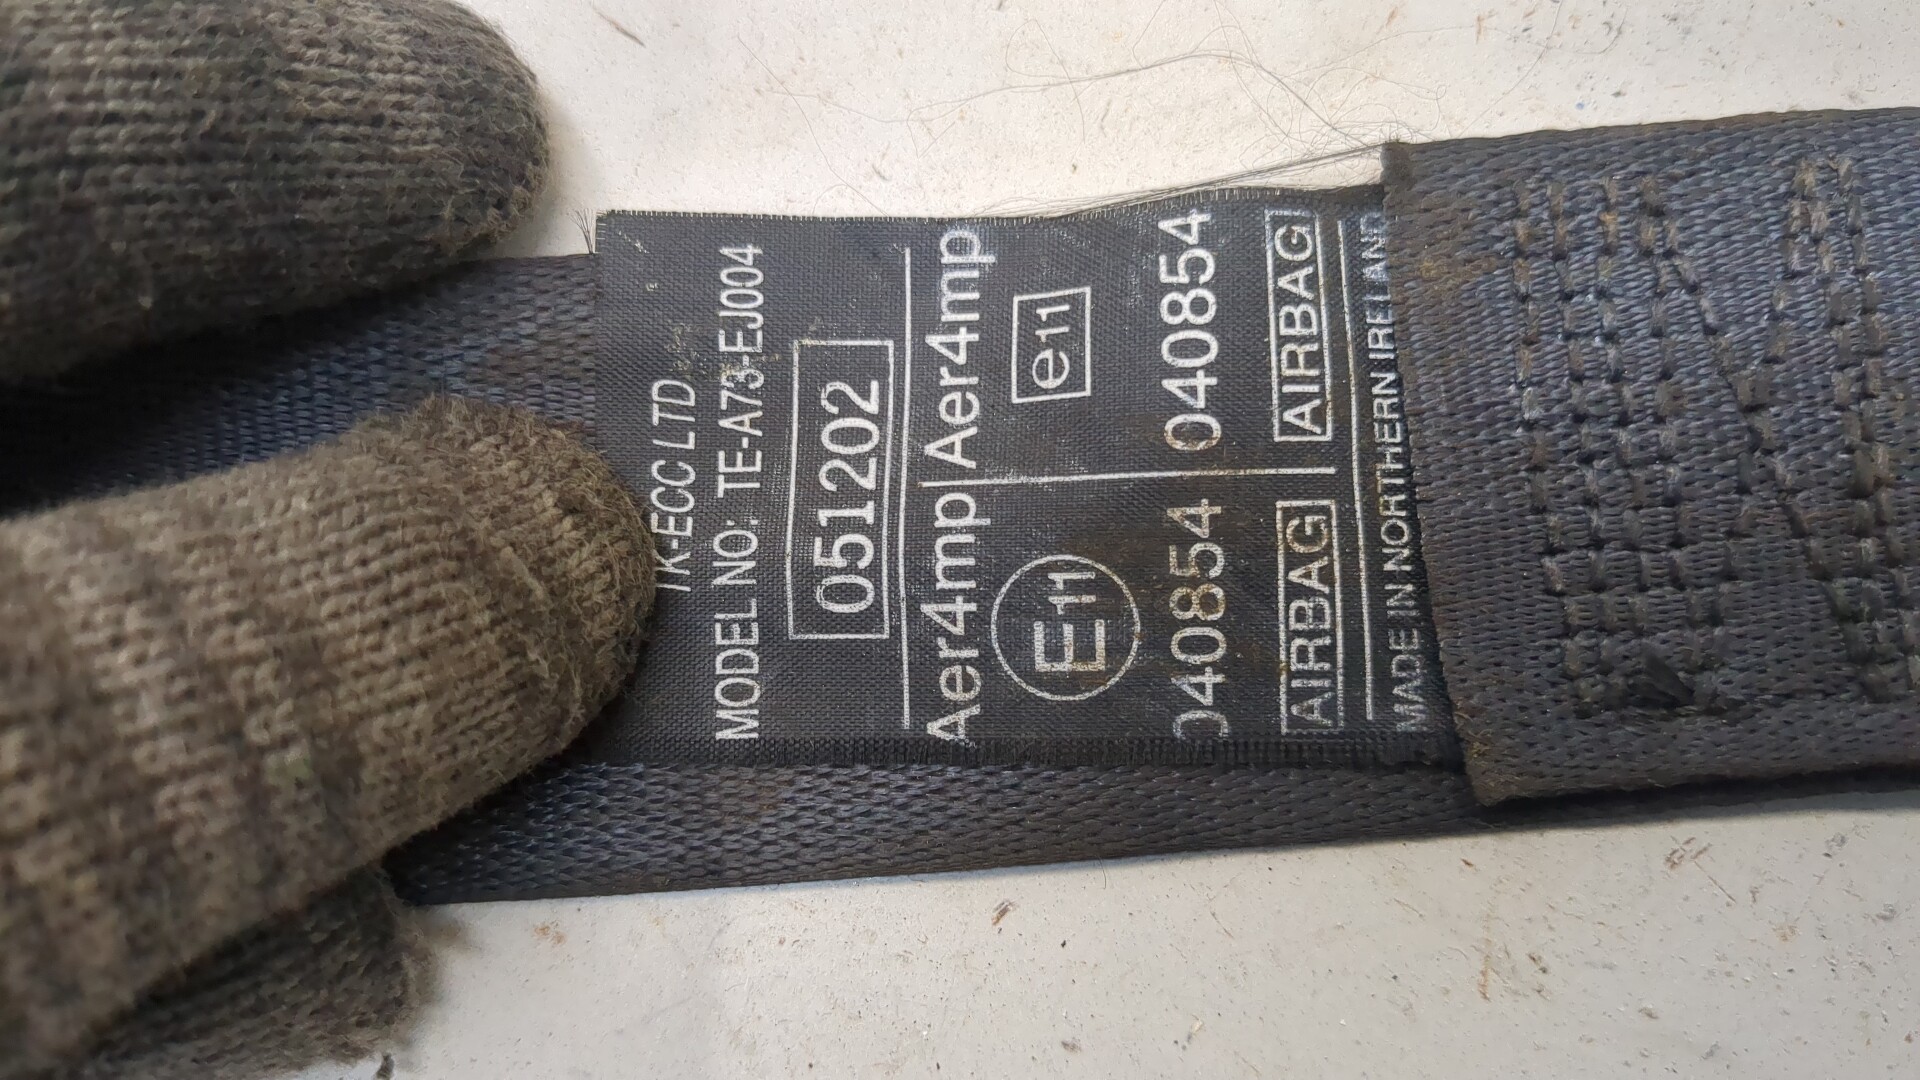 TK-ECC LTD
MODEL NO: TE-A73-EJ004
051202
Aer4mp Aer4mp
E11 e11
040854 040854
AIRBAG AIRBAG
MADE IN NORTHERN IRELAND